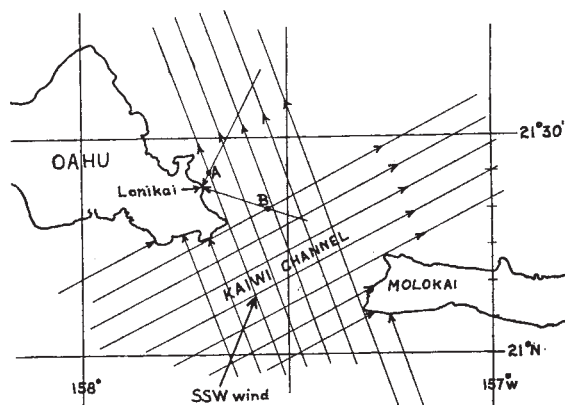 21°30'
OAHU
A
Lanikai
B
KAIWI CHANNEL
MOLOKAI
21°N
158°
157°W
SSW wind